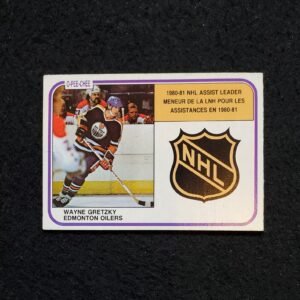 O-PEE-CHEE
1980-81 NHL ASSIST LEADER
MENEUR DE LA LNH POUR LES
ASSISTANCES EN 1980-81
NHL
WAYNE GRETZKY
EDMONTON OILERS